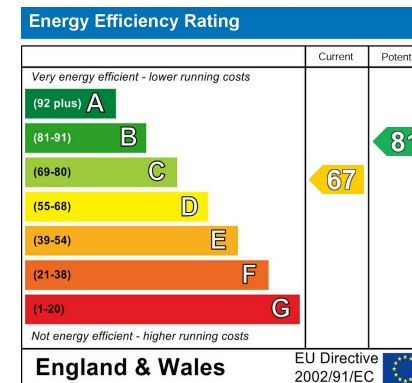 Energy Efficiency Rating
Current Potent
Very energy efficient - lower running costs
(92 plus) A
(81-91) B
81
(69-80) C
67
(55-68) D
(39-54) E
(21-38) F
(1-20) G
Not energy efficient - higher running costs
England & Wales
EU Directive
2002/91/EC